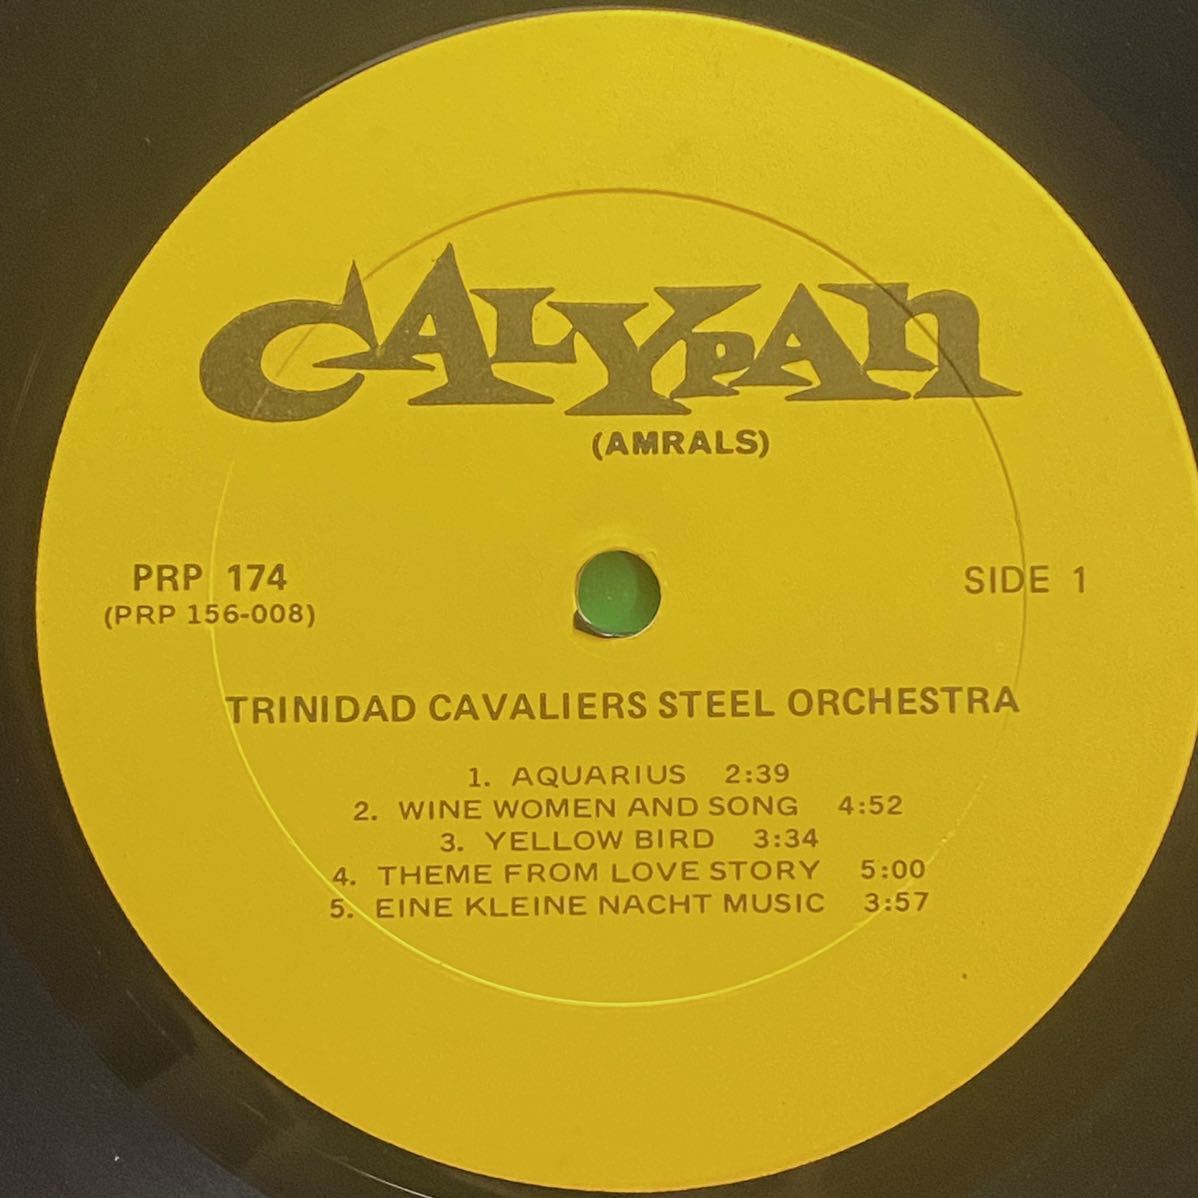 CALYPAN
(AMRALS)
PRP 174
(PRP 156-008)
SIDE 1
TRINIDAD CAVALIERS STEEL ORCHESTRA
1. AQUARIUS 2:39
2. WINE WOMEN AND SONG 4:52
3. YELLOW BIRD 3:34
4. THEME FROM LOVE STORY 5:00
5. EINE KLEINE NACHT MUSIC 3:57